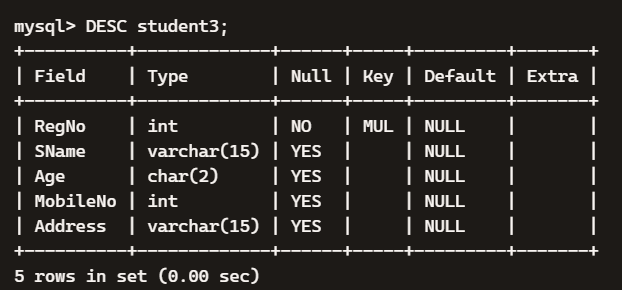 mysql> DESC student3;
+----------+-------------+------+-----+---------+-------+
| Field    | Type        | Null | Key | Default | Extra |
+----------+-------------+------+-----+---------+-------+
| RegNo    | int         | NO   | MUL | NULL    |       |
| SName    | varchar(15) | YES  |     | NULL    |       |
| Age      | char(2)     | YES  |     | NULL    |       |
| MobileNo | int         | YES  |     | NULL    |       |
| Address  | varchar(15) | YES  |     | NULL    |       |
+----------+-------------+------+-----+---------+-------+
5 rows in set (0.00 sec)